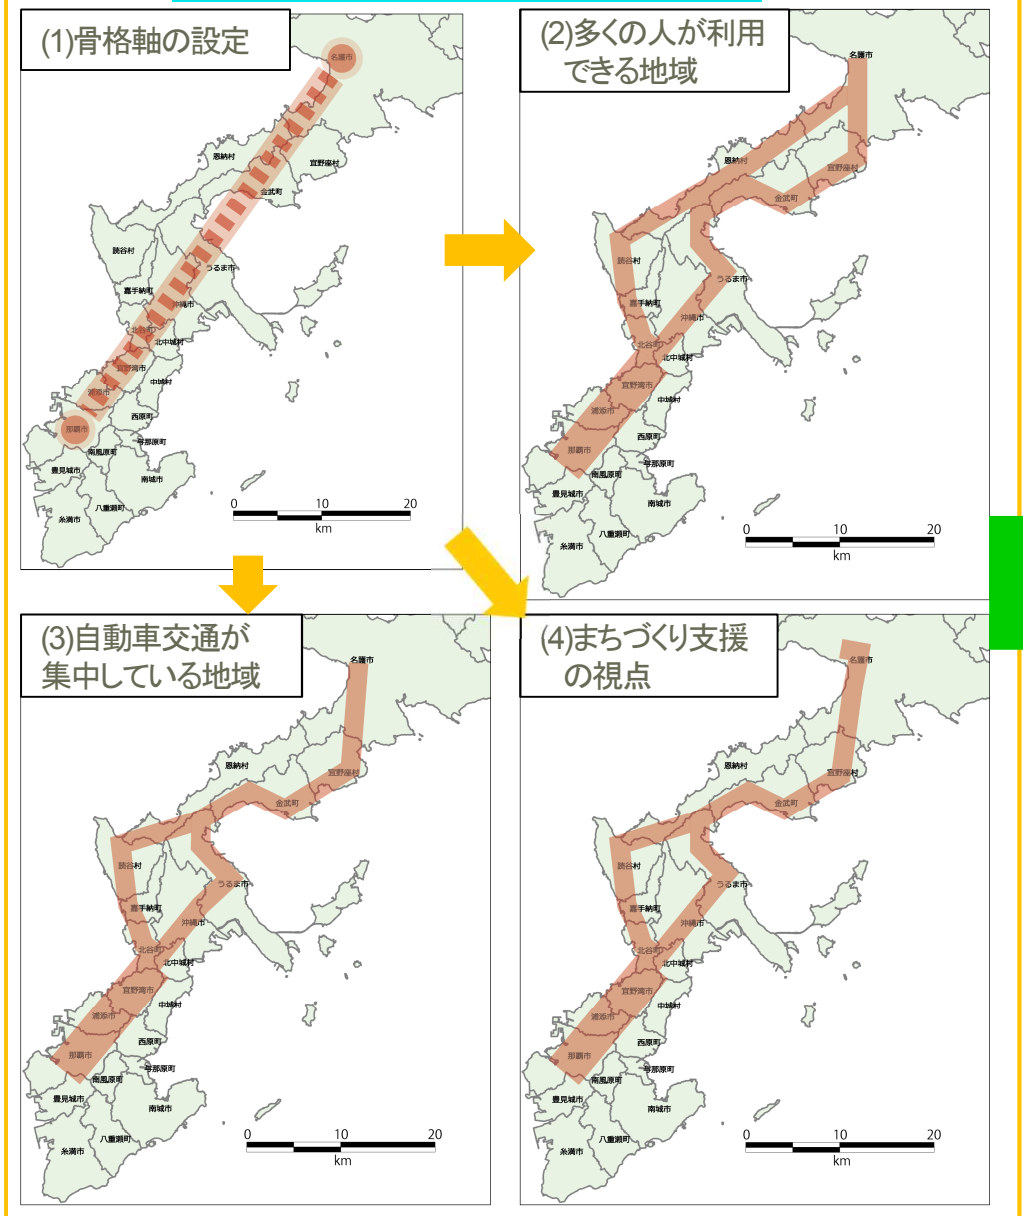 (1)骨格軸の設定
名護市
恩納村
宜野座村
金武町
読谷村
うるま市
嘉手納町
沖縄市
北谷町
北中城村
宜野湾市
中城村
浦添市
西原町
那覇市
与那原町
南風原町
豊見城市
南城市
八重瀬町
糸満市
0 10 20
km
(2)多くの人が利用
できる地域
名護市
恩納村
宜野座村
金武町
読谷村
うるま市
嘉手納町
沖縄市
北谷町
北中城村
宜野湾市
中城村
浦添市
西原町
那覇市
与那原町
南風原町
豊見城市
南城市
八重瀬町
糸満市
0 10 20
km
(3)自動車交通が
集中している地域
名護市
恩納村
宜野座村
金武町
読谷村
うるま市
嘉手納町
沖縄市
北谷町
北中城村
宜野湾市
中城村
浦添市
西原町
那覇市
与那原町
南風原町
豊見城市
南城市
八重瀬町
糸満市
0 10 20
km
(4)まちづくり支援
の視点
名護市
恩納村
宜野座村
金武町
読谷村
うるま市
嘉手納町
沖縄市
北谷町
北中城村
宜野湾市
中城村
浦添市
西原町
那覇市
与那原町
南風原町
豊見城市
南城市
八重瀬町
糸満市
0 10 20
km